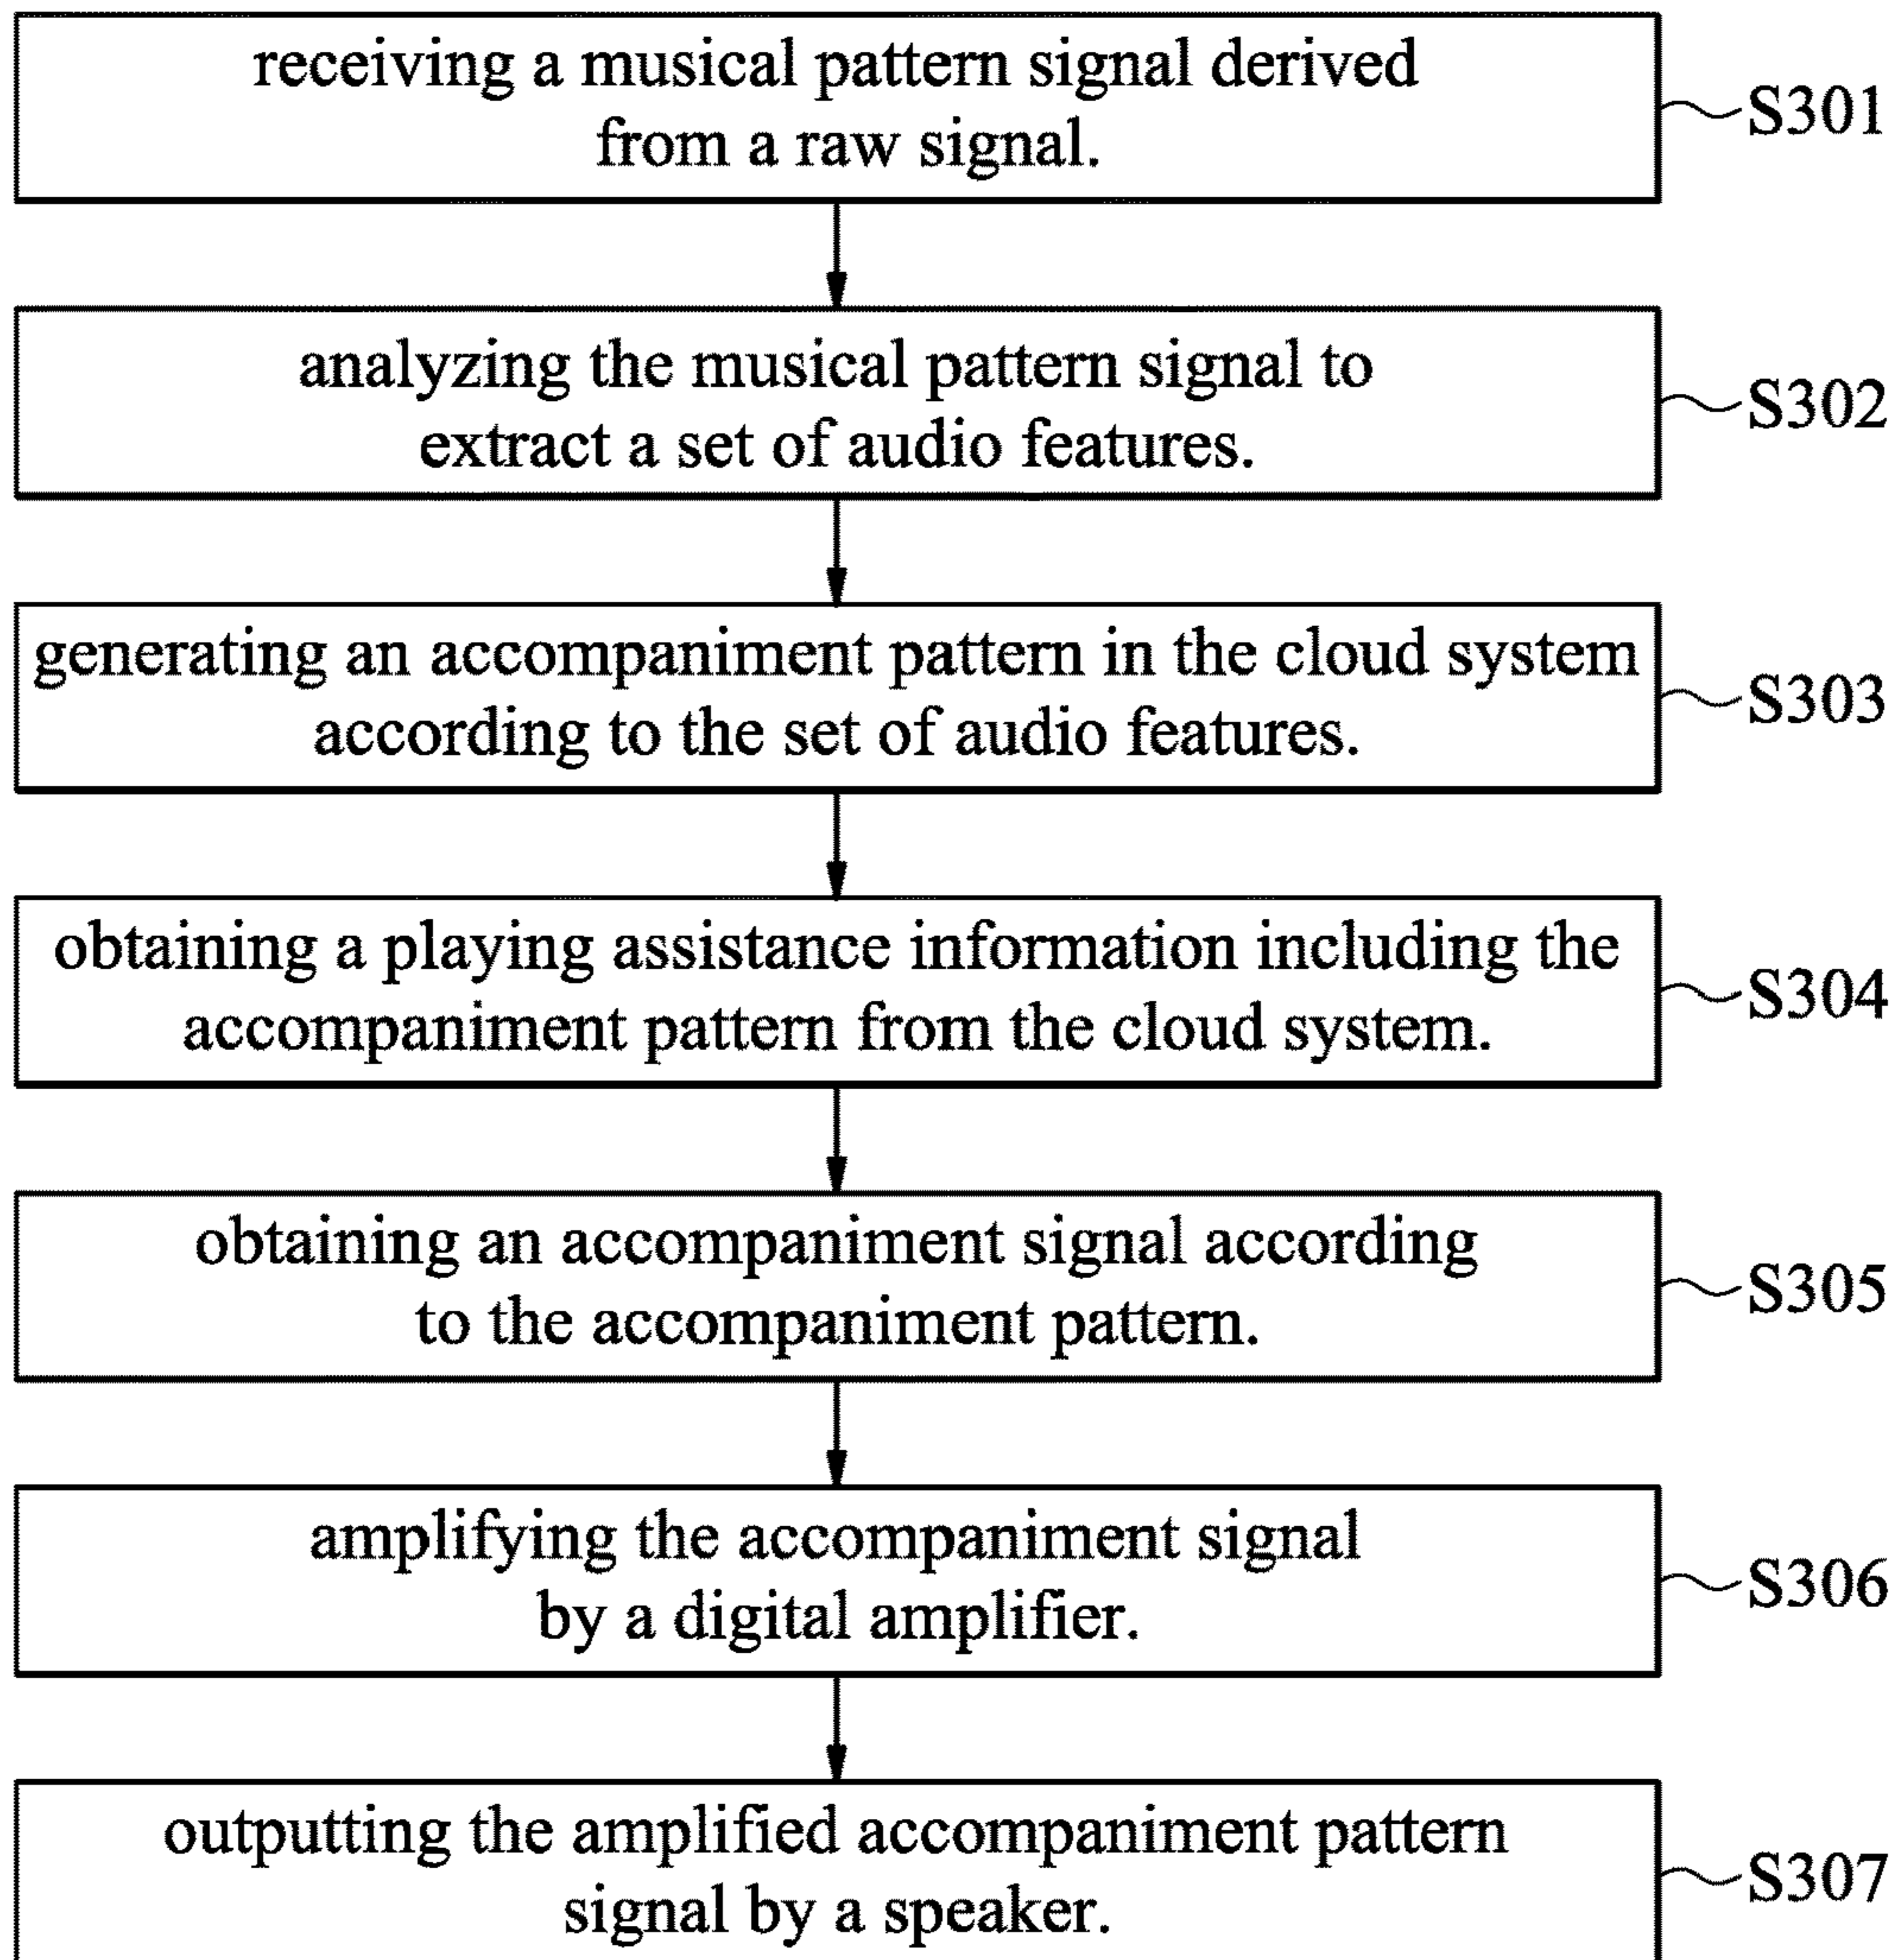 receiving a musical pattern signal derived
from a raw signal.
S301
analyzing the musical pattern signal to
extract a set of audio features.
S302
generating an accompaniment pattern in the cloud system
according to the set of audio features.
S303
obtaining a playing assistance information including the
accompaniment pattern from the cloud system.
S304
obtaining an accompaniment signal according
to the accompaniment pattern.
S305
amplifying the accompaniment signal
by a digital amplifier.
S306
outputting the amplified accompaniment pattern
signal by a speaker.
S307